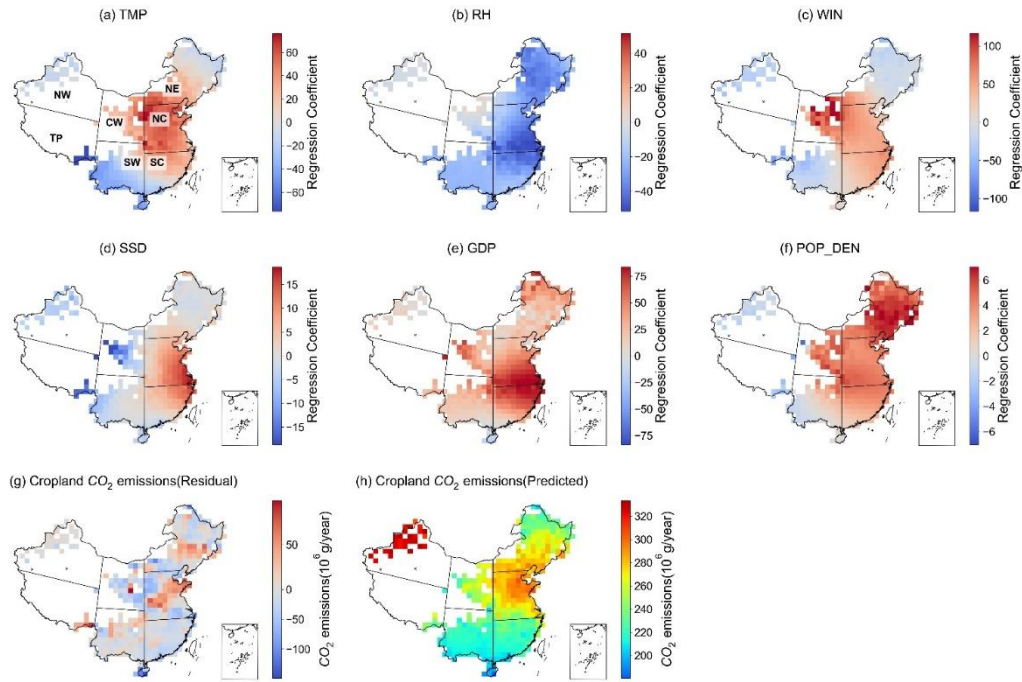 (a) TMP
(b) RH
(c) WIN
NW
NE
TP
CW
NC
SW
SC
60
40
20
0
−20
−40
−60
Regression Coefficient
40
20
0
−20
−40
Regression Coefficient
100
50
0
−50
−100
Regression Coefficient
(d) SSD
(e) GDP
(f) POP_DEN
15
10
5
0
−5
−10
−15
Regression Coefficient
75
50
25
0
−25
−50
−75
Regression Coefficient
6
4
2
0
−2
−4
−6
Regression Coefficient
(g) Cropland CO2 emissions(Residual)
(h) Cropland CO2 emissions(Predicted)
50
0
−50
−100
CO2 emissions(10^6 g/year)
320
300
280
260
240
220
200
CO2 emissions(10^6 g/year)